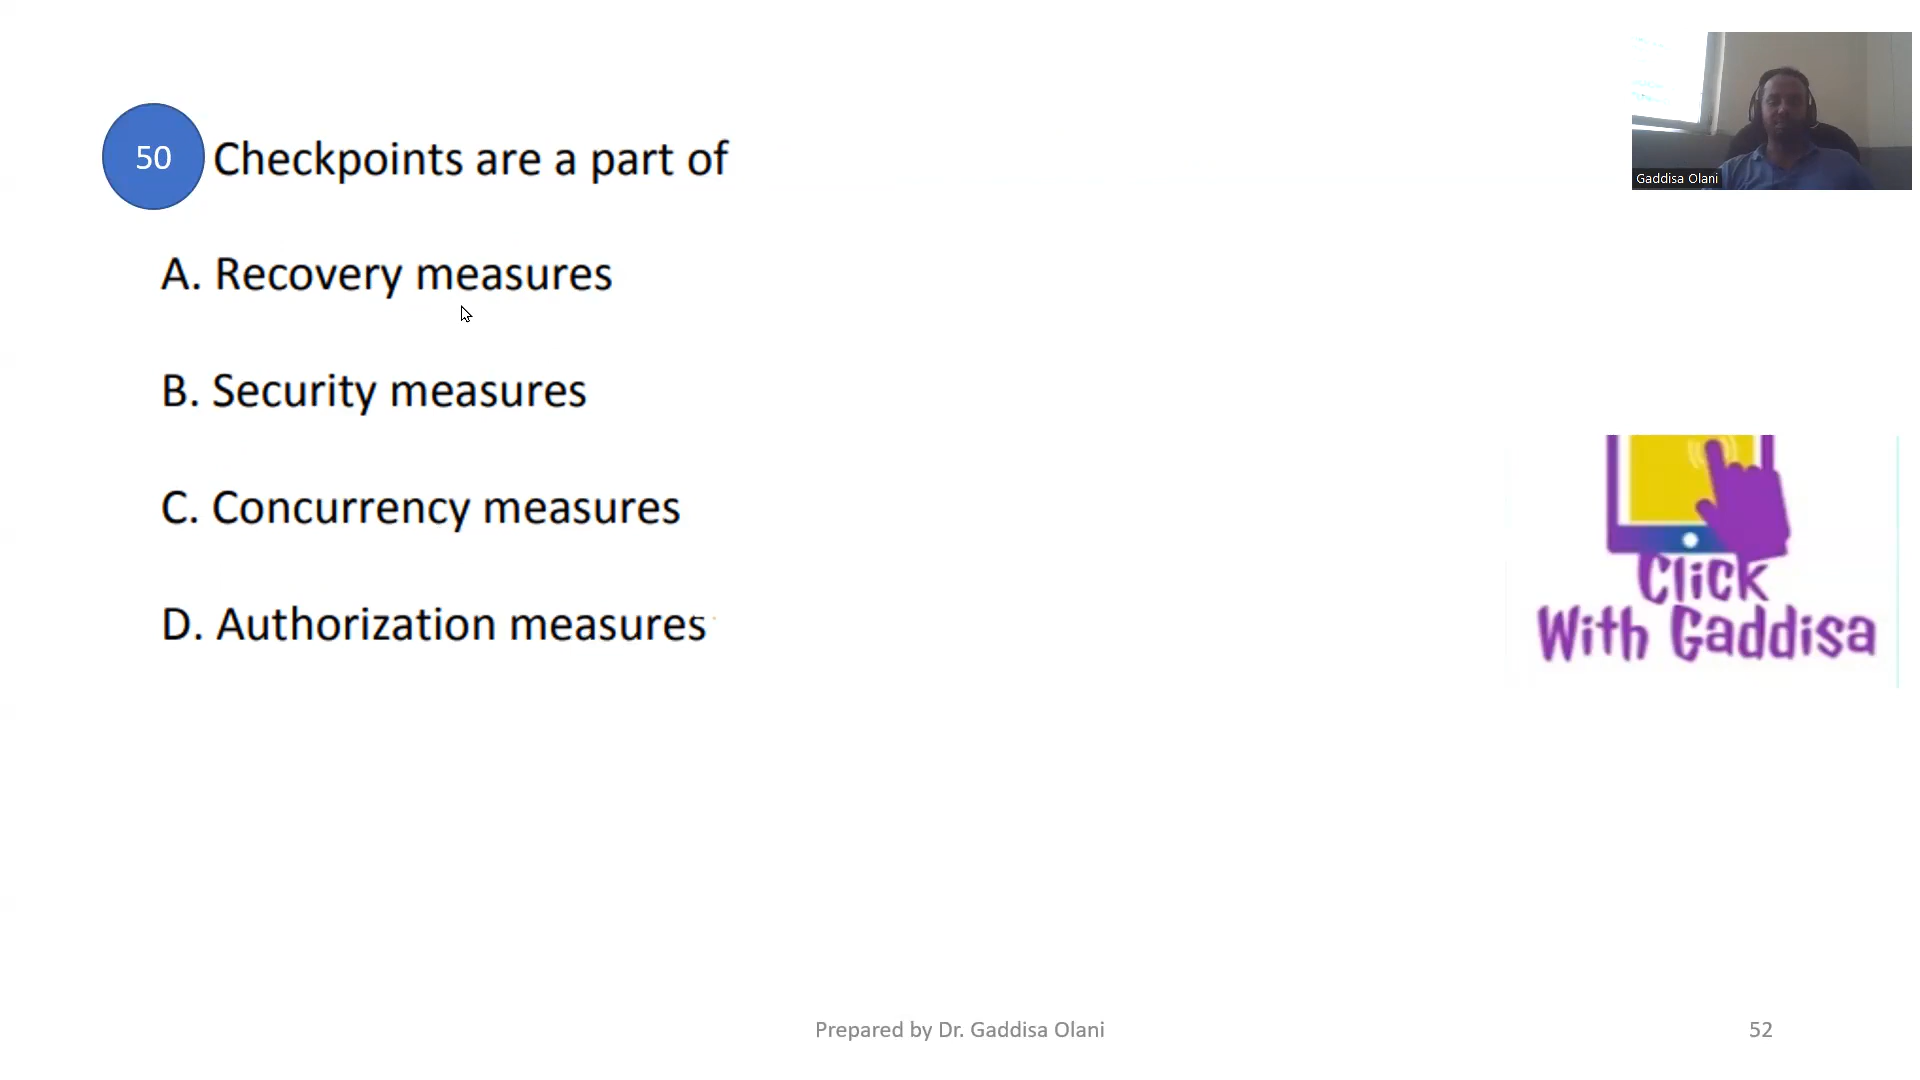 50 Checkpoints are a part of
Gaddisa Olani
A. Recovery measures
B. Security measures
C. Concurrency measures
D. Authorization measures
Click
With Gaddisa
Prepared by Dr. Gaddisa Olani
52